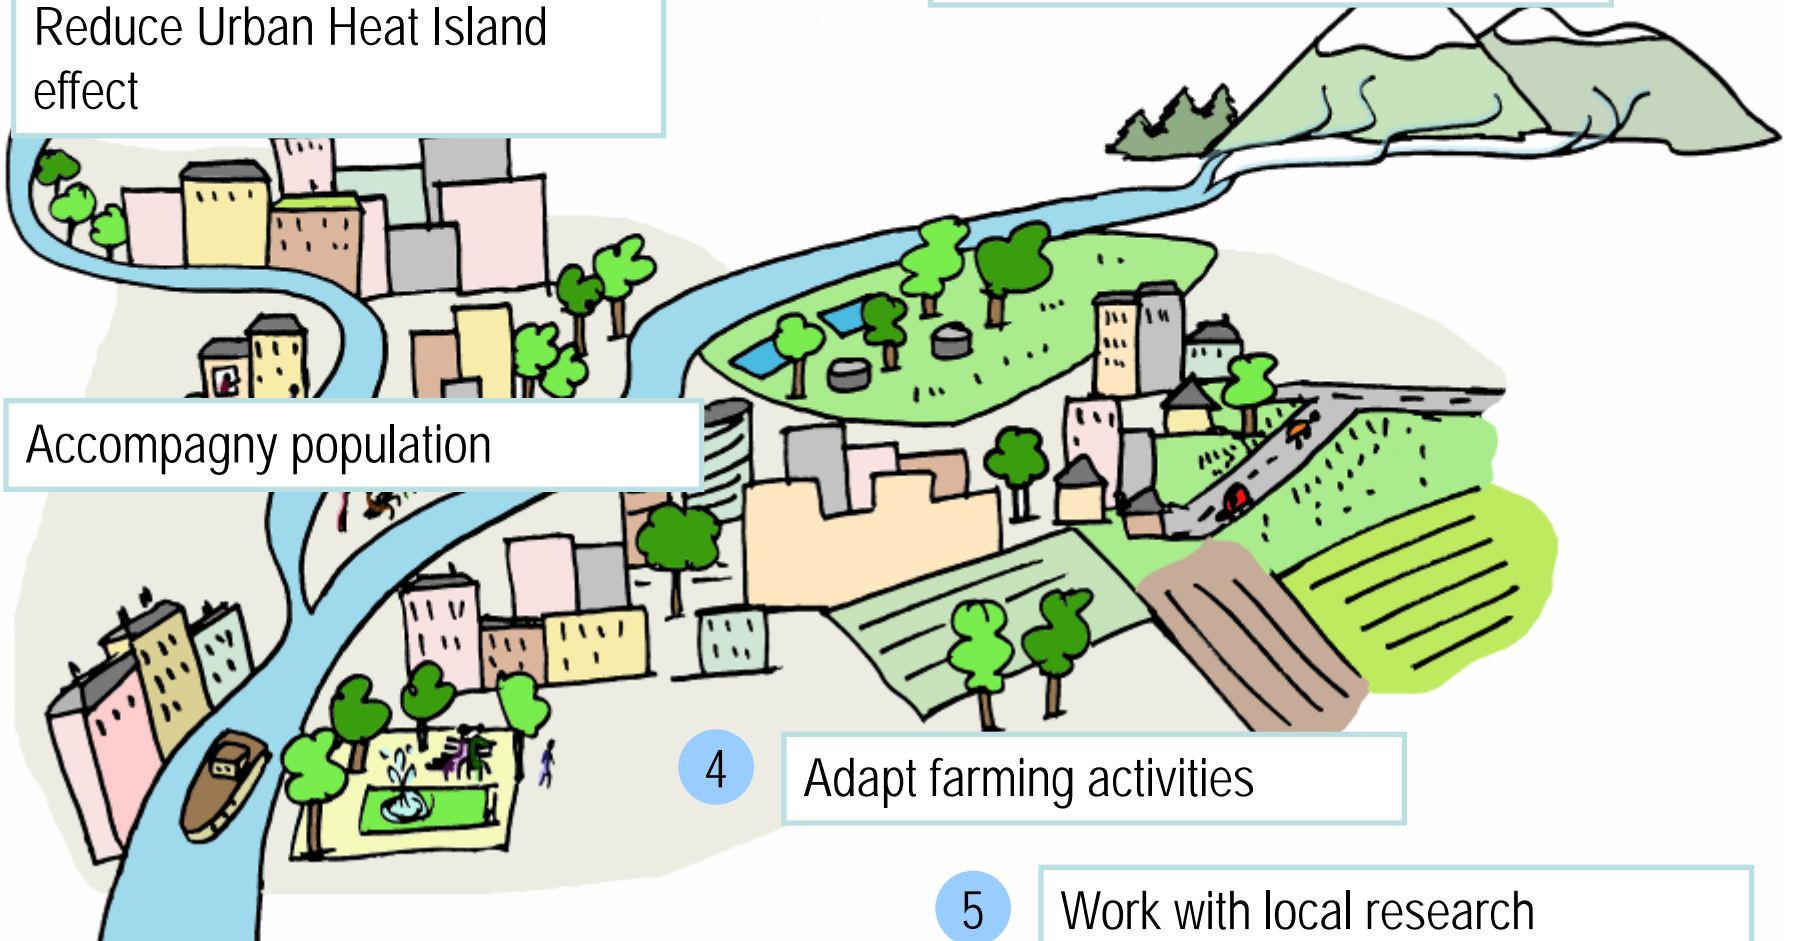 Reduce Urban Heat Island
effect
Accompagny population
4
Adapt farming activities
5
Work with local research